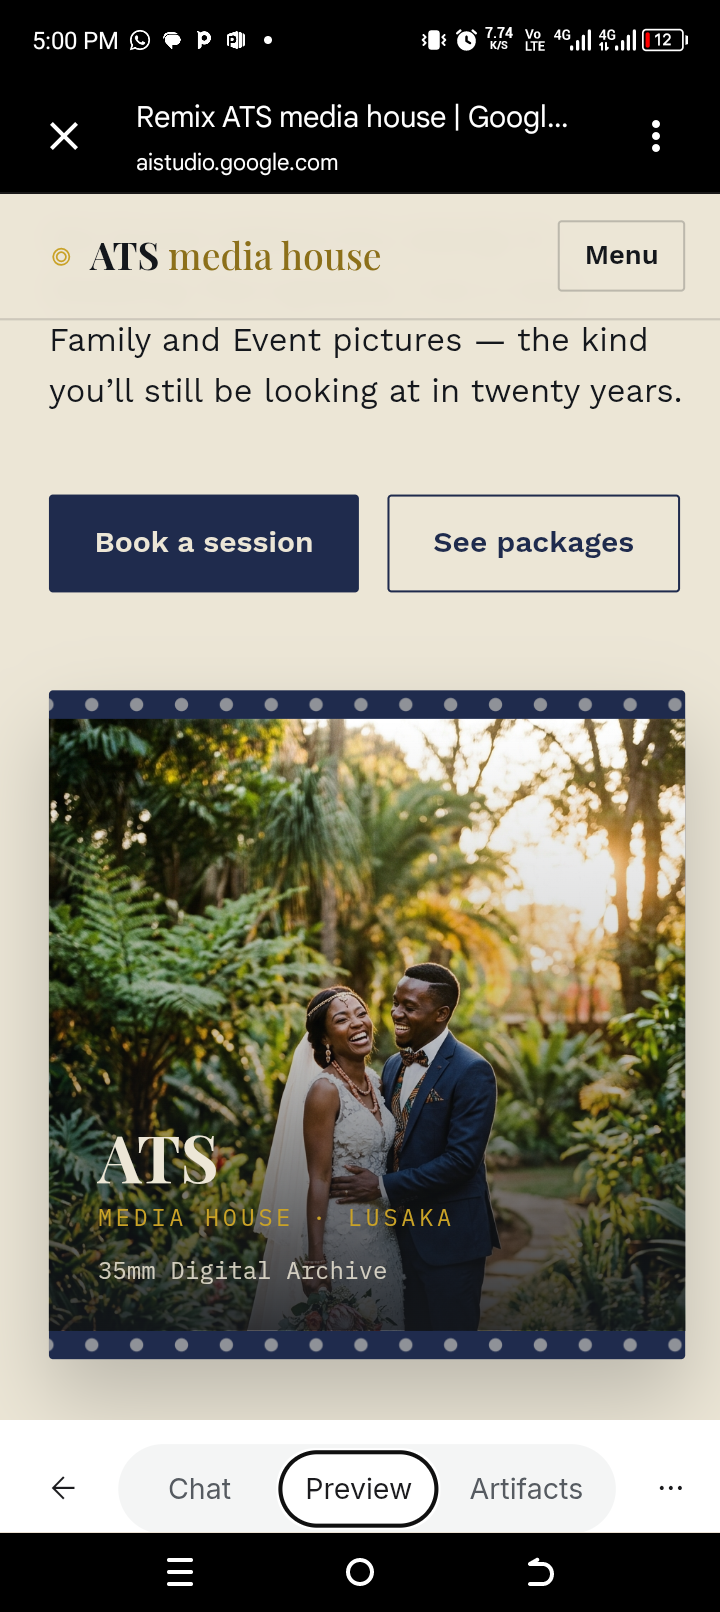 5:00 PM
7.74 K/S
Vo LTE
4G
4G
12
Remix ATS media house | Googl...
aistudio.google.com
ATS media house
Menu
Family and Event pictures — the kind
you’ll still be looking at in twenty years.
Book a session
See packages
ATS
MEDIA HOUSE · LUSAKA
35mm Digital Archive
Chat
Preview
Artifacts